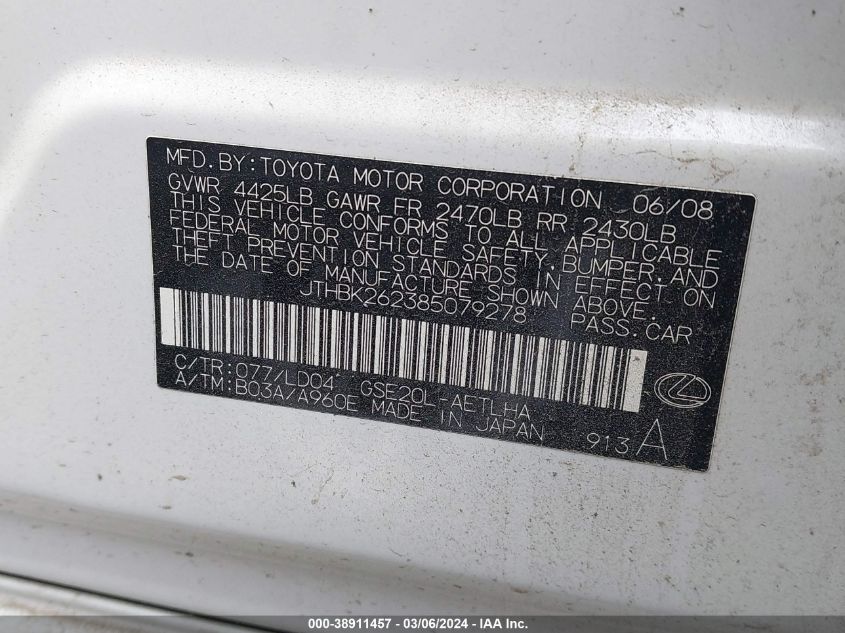 MFD.BY:TOYOTA MOTOR CORPORATION 06/08
GVWR 4425LB GAWR FR 2470LB RR 2430LB
THIS VEHICLE CONFORMS TO ALL APPLICABLE
FEDERAL MOTOR VEHICLE SAFETY,BUMPER,AND
THEFT PREVENTION STANDARDS IN EFFECT ON
THE DATE OF MANUFACTURE SHOWN ABOVE.
JTHBK262385079278 PASS.CAR
C/TR:077/LD04 GSE20L-AETLHA
A/TM:B03A/A960E MADE IN JAPAN 913 A
000-38911457 - 03/06/2024 - IAA Inc.